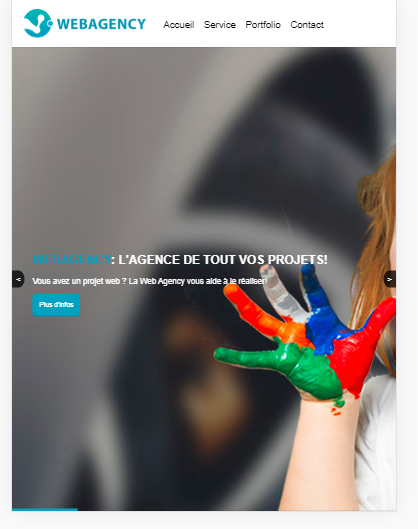 WEBAGENCY Accueil Service Portfolio Contact
WEBAGENCY: L'AGENCE DE TOUT VOS PROJETS!
Vous avez un projet web ? La Web Agency vous aide à le réaliser!
< >
Plus d'infos